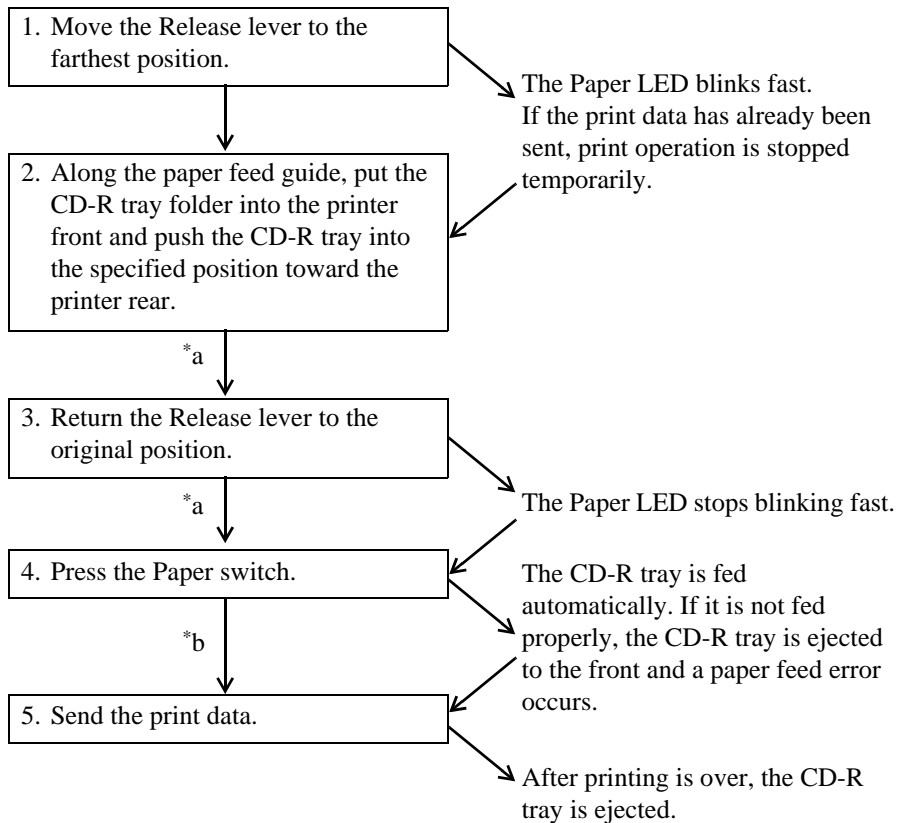 1. Move the Release lever to the
farthest position.
The Paper LED blinks fast.
If the print data has already been
sent, print operation is stopped
temporarily.
2. Along the paper feed guide, put the
CD-R tray folder into the printer
front and push the CD-R tray into
the specified position toward the
printer rear.
*a
3. Return the Release lever to the
original position.
The Paper LED stops blinking fast.
*a
4. Press the Paper switch.
The CD-R tray is fed
automatically. If it is not fed
properly, the CD-R tray is ejected
to the front and a paper feed error
occurs.
*b
5. Send the print data.
After printing is over, the CD-R
tray is ejected.